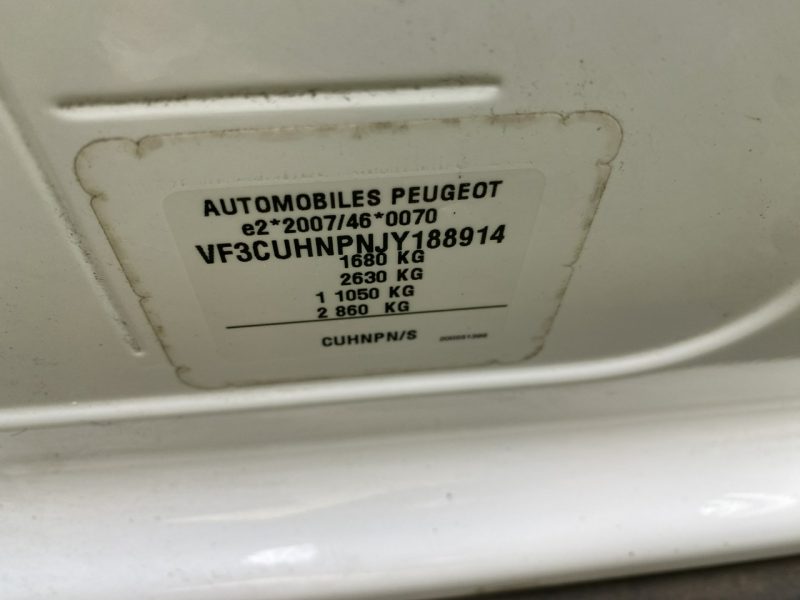 AUTOMOBILES PEUGEOT
e2*2007/46*0070
VF3CUHNPNJY188914
1680 KG
2630 KG
1 1050 KG
2 860 KG
CUHNPN/S